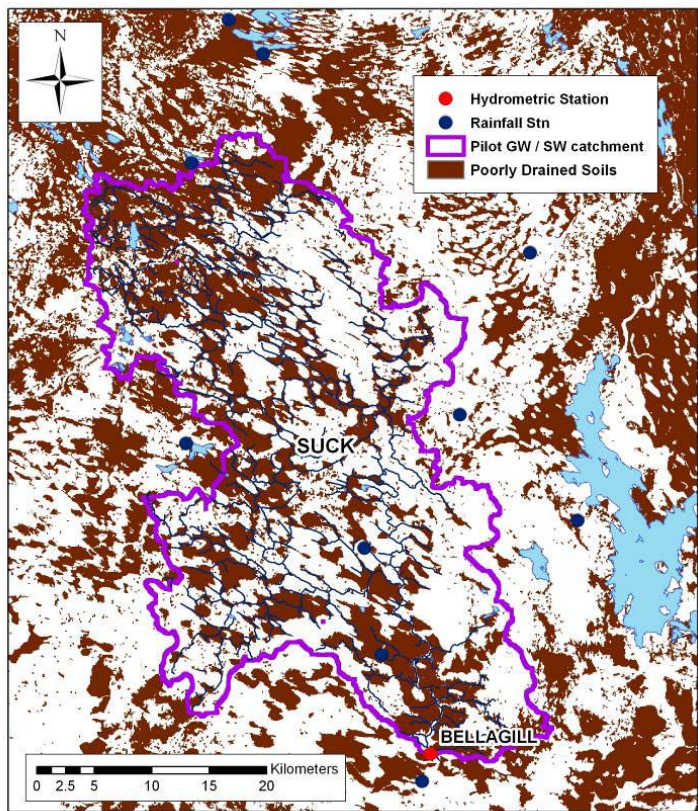 N
Hydrometric Station
Rainfall Stn
Pilot GW / SW catchment
Poorly Drained Soils
SUCK
BELLAGILL
Kilometers
0 2.5 5 10 15 20